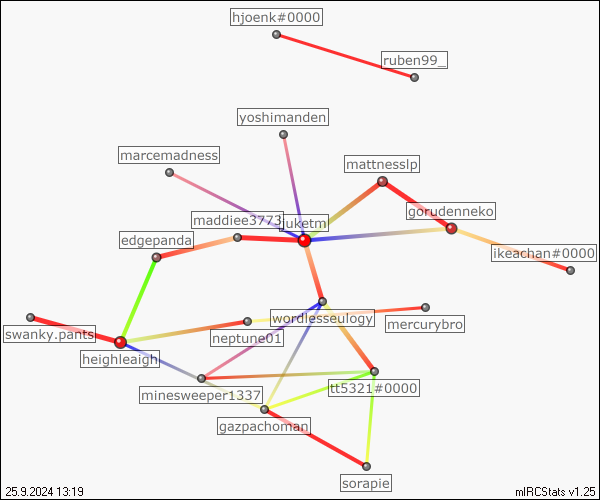 hjoenk#0000
ruben99_
yoshimanden
marcemadness
mattnesslp
maddiee3773
luketm
gorudenneko
edgepanda
ikeachan#0000
wordlesseulogy
mercurybro
swanky.pants
neptune01
heighleaigh
tt5321#0000
minesweeper1337
gazpachoman
sorapie
25.9.2024 13:19
mIRCStats v1.25